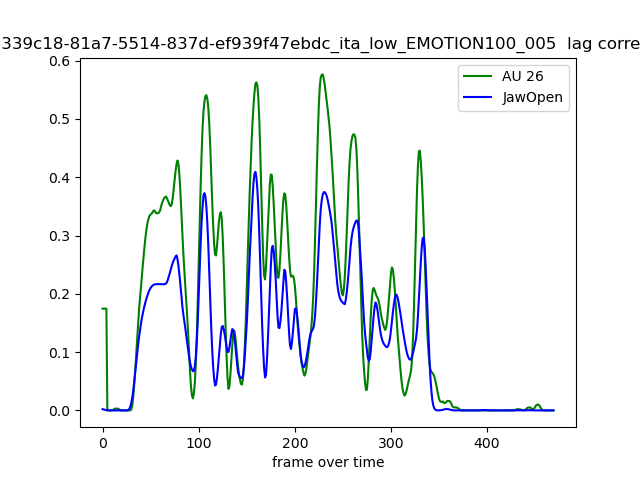 339c18-81a7-5514-837d-ef939f47ebdc_ita_low_EMOTION100_005 lag corre
AU 26
JawOpen
0.6
0.5
0.4
0.3
0.2
0.1
0.0
0 100 200 300 400
frame over time